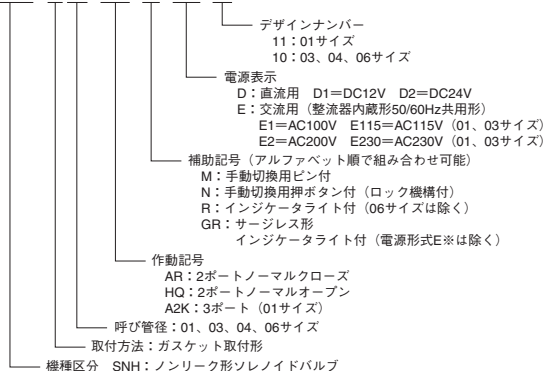 デザインナンバー
11：01サイズ
10：03、04、06サイズ
電源表示
D：直流用　D1＝DC12V　D2＝DC24V
E：交流用（整流器内蔵形50/60Hz共用形）
E1＝AC100V　E115＝AC115V（01、03サイズ）
E2＝AC200V　E230＝AC230V（01、03サイズ）
補助記号（アルファベット順で組み合わせ可能）
M：手動切換用ピン付
N：手動切換用押ボタン付（ロック機構付）
R：インジケータライト付（06サイズは除く）
GR：サージレス形
インジケータライト付（電源形式E※は除く）
作動記号
AR：2ポートノーマルクローズ
HQ：2ポートノーマルオープン
A2K：3ポート（01サイズ）
呼び管径：01、03、04、06サイズ
取付方法：ガスケット取付形
機種区分　SNH：ノンリーク形ソレノイドバルブ